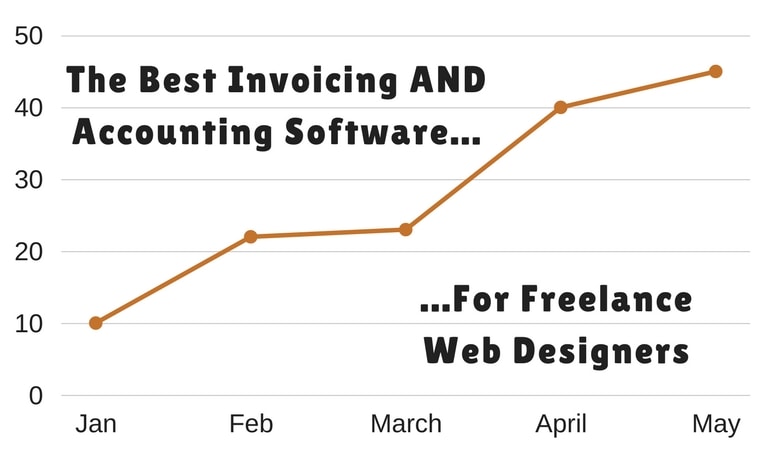 50
The Best Invoicing AND
40
Accounting Software...
30
20
...For Freelance
10
Web Designers
0
Jan Feb March April May